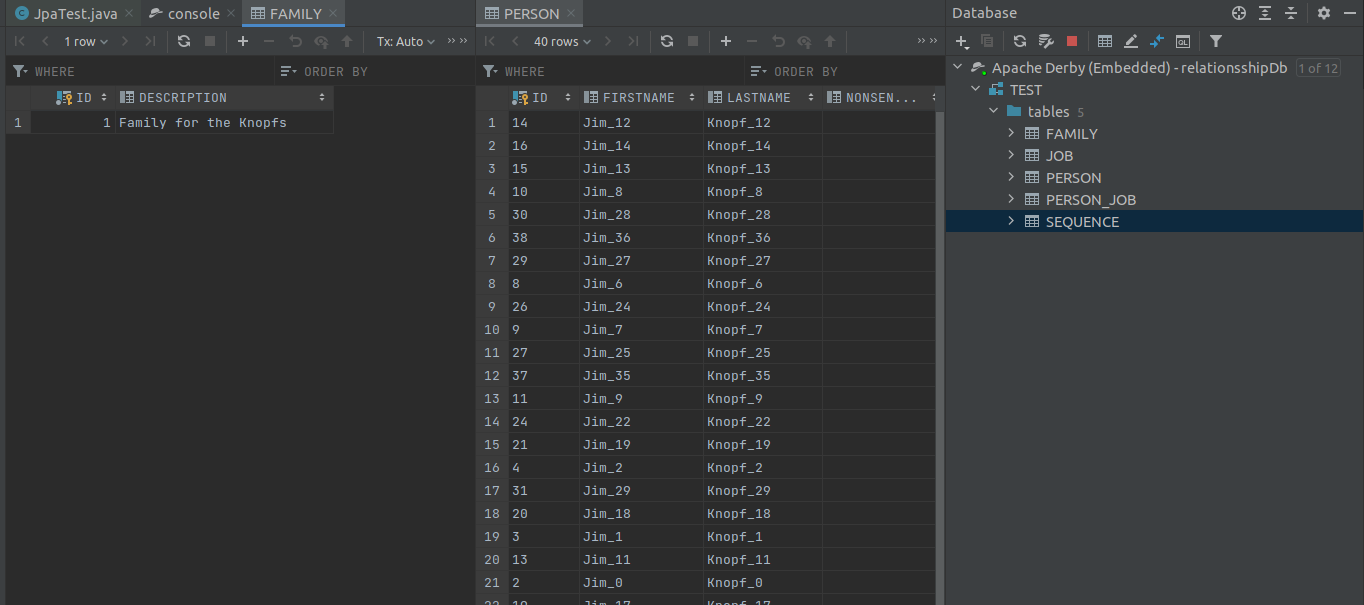 JpaTest.java console FAMILY PERSON Database
1 row Tx: Auto 40 rows
WHERE ORDER BY WHERE ORDER BY
ID DESCRIPTION ID FIRSTNAME LASTNAME NONSEN...
1 1 Family for the Knopfs
1 14 Jim_12 Knopf_12
2 16 Jim_14 Knopf_14
3 15 Jim_13 Knopf_13
4 10 Jim_8 Knopf_8
5 30 Jim_28 Knopf_28
6 38 Jim_36 Knopf_36
7 29 Jim_27 Knopf_27
8 8 Jim_6 Knopf_6
9 26 Jim_24 Knopf_24
10 9 Jim_7 Knopf_7
11 27 Jim_25 Knopf_25
12 37 Jim_35 Knopf_35
13 11 Jim_9 Knopf_9
14 24 Jim_22 Knopf_22
15 21 Jim_19 Knopf_19
16 4 Jim_2 Knopf_2
17 31 Jim_29 Knopf_29
18 20 Jim_18 Knopf_18
19 3 Jim_1 Knopf_1
20 13 Jim_11 Knopf_11
21 2 Jim_0 Knopf_0
22 19 Jim_17 Knopf_17
Apache Derby (Embedded) - relationsshipDb 1 of 12
TEST
tables 5
FAMILY
JOB
PERSON
PERSON_JOB
SEQUENCE